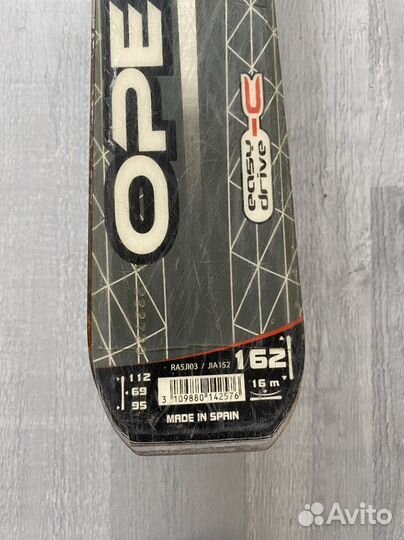 OPE
easy
drive
RA5JI03 / JIA152
162
112
69
95
16 m
3 109880 142576
MADE IN SPAIN
Avito